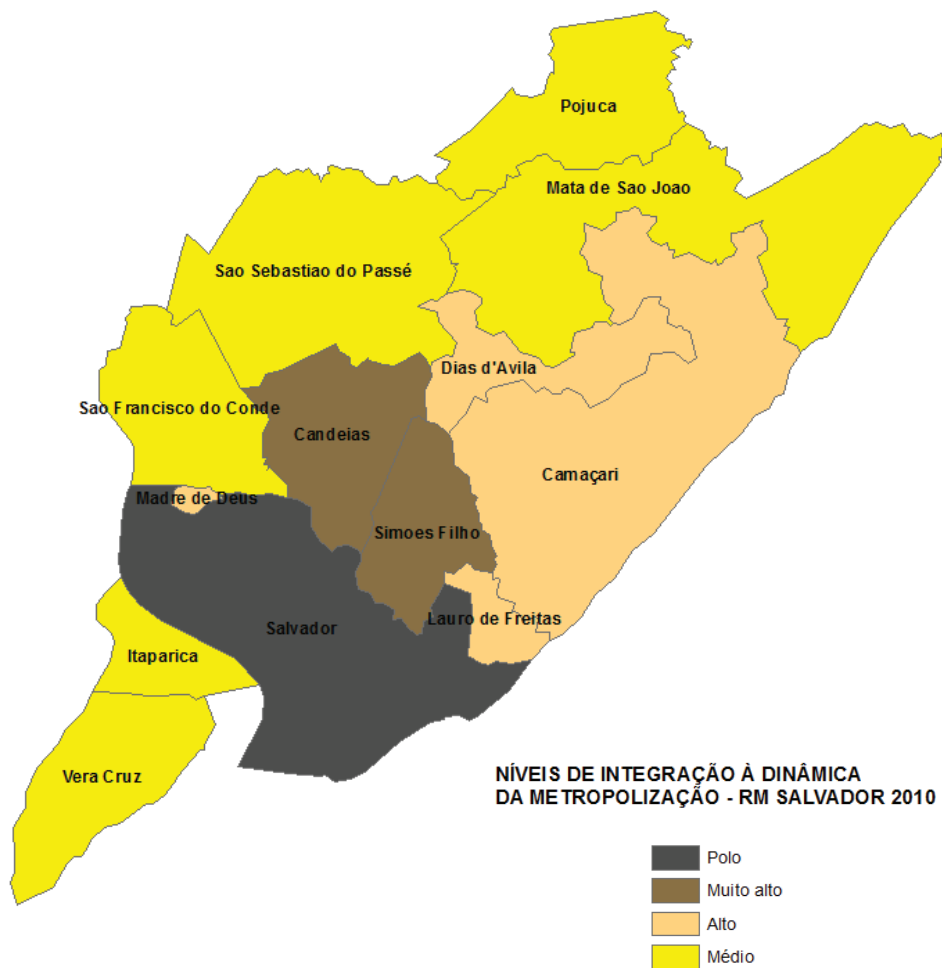 Pojuca
Mata de Sao Joao
Sao Sebastiao do Passé
Dias d'Avila
Sao Francisco do Conde
Candeias
Camaçari
Madre de Deus
Simoes Filho
Lauro de Freitas
Salvador
Itaparica
Vera Cruz
NÍVEIS DE INTEGRAÇÃO À DINÂMICA
DA METROPOLIZAÇÃO - RM SALVADOR 2010
Polo
Muito alto
Alto
Médio